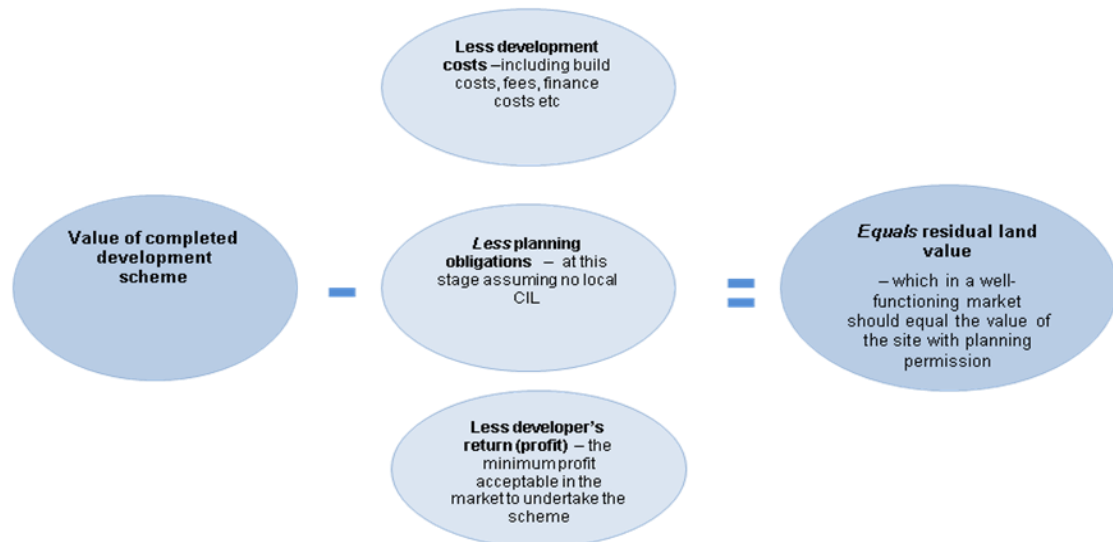 Less development
costs –including build
costs, fees, finance
costs etc
Value of completed
development
scheme
Less planning
obligations – at this
stage assuming no local
CIL
Equals residual land
value
– which in a well-
functioning market
should equal the value of
the site with planning
permission
Less developer's
return (profit) – the
minimum profit
acceptable in the
market to undertake the
scheme